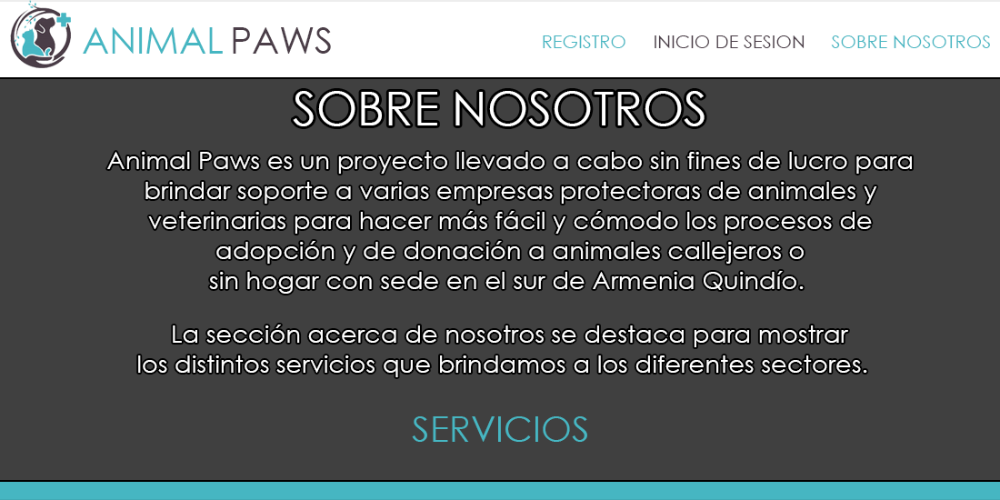 ANIMAL PAWS
REGISTRO INICIO DE SESION SOBRE NOSOTROS
SOBRE NOSOTROS
Animal Paws es un proyecto llevado a cabo sin fines de lucro para
brindar soporte a varias empresas protectoras de animales y
veterinarias para hacer más fácil y cómodo los procesos de
adopción y de donación a animales callejeros o
sin hogar con sede en el sur de Armenia Quindío.
La sección acerca de nosotros se destaca para mostrar
los distintos servicios que brindamos a los diferentes sectores.
SERVICIOS